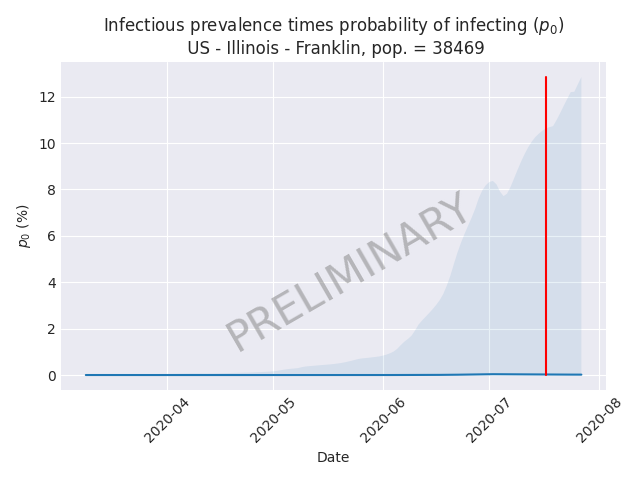 Infectious prevalence times probability of infecting (p₀)
US - Illinois - Franklin, pop. = 38469
12
10
8
6
4
2
0
p₀ (%)
PRELIMINARY
2020-04
2020-05
2020-06
2020-07
2020-08
Date